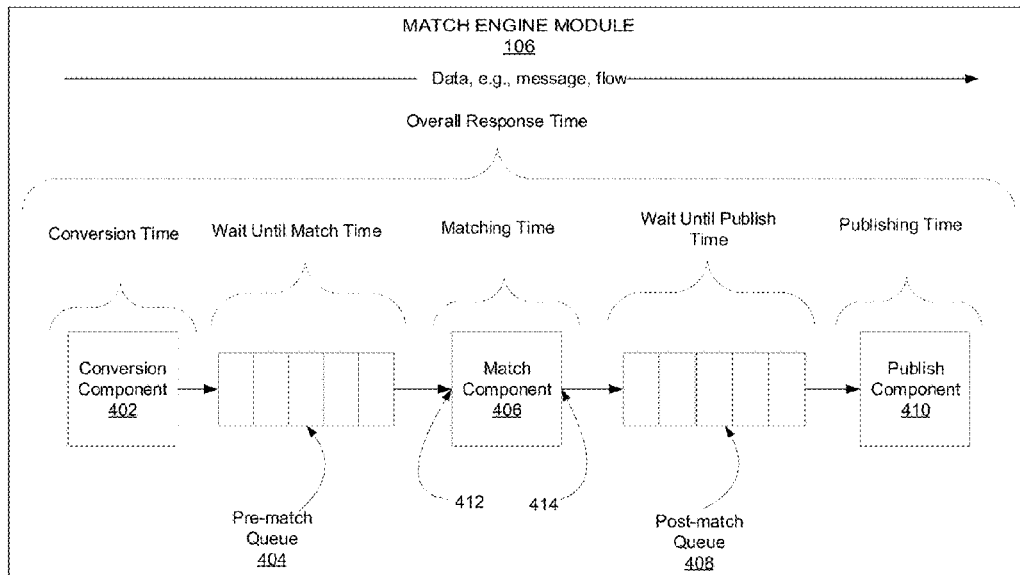 MATCH ENGINE MODULE
106
Data, e.g., message, flow
Overall Response Time
Conversion Time
Wait Until Match Time
Matching Time
Wait Until Publish
Time
Publishing Time
Conversion
Component
402
Match
Component
406
Publish
Component
410
412
414
Pre-match
Queue
404
Post-match
Queue
408